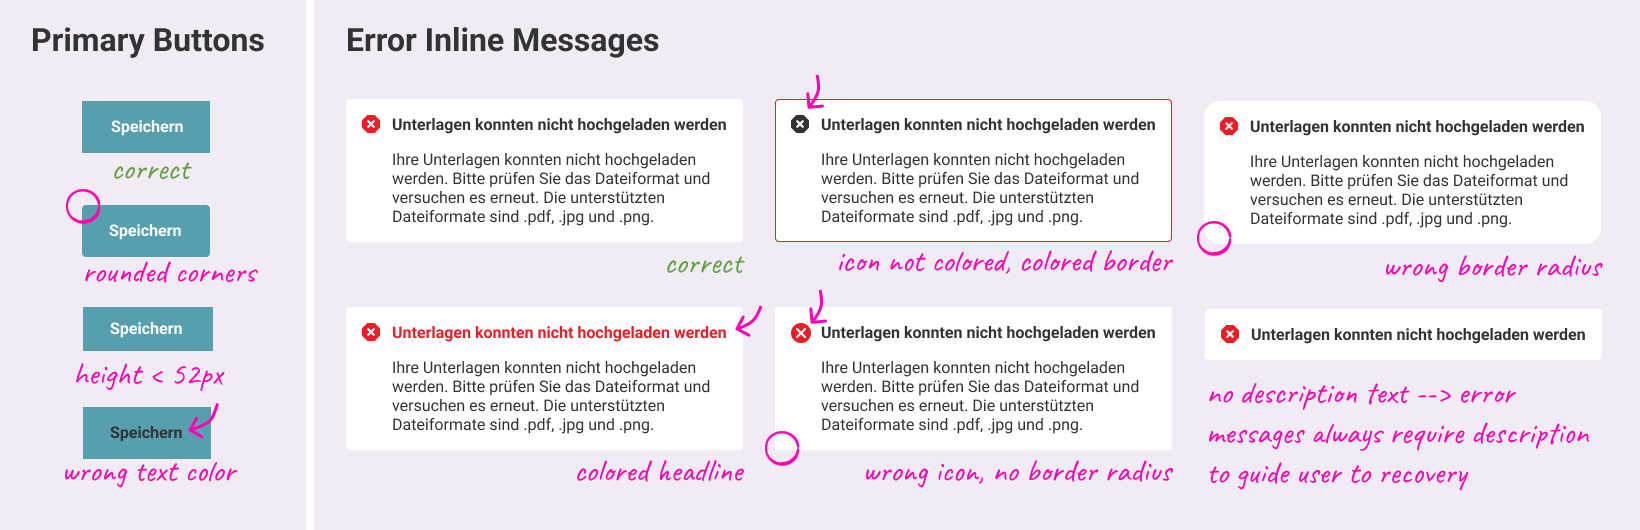 Primary Buttons
Speichern
correct
Speichern
rounded corners
Speichern
height < 52px
Speichern
wrong text color
Error Inline Messages
Unterlagen konnten nicht hochgeladen werden
Ihre Unterlagen konnten nicht hochgeladen
werden. Bitte prüfen Sie das Dateiformat und
versuchen es erneut. Die unterstützten
Dateiformate sind .pdf, .jpg und .png.
correct
Unterlagen konnten nicht hochgeladen werden
Ihre Unterlagen konnten nicht hochgeladen
werden. Bitte prüfen Sie das Dateiformat und
versuchen es erneut. Die unterstützten
Dateiformate sind .pdf, .jpg und .png.
icon not colored, colored border
Unterlagen konnten nicht hochgeladen werden
Ihre Unterlagen konnten nicht hochgeladen
werden. Bitte prüfen Sie das Dateiformat und
versuchen es erneut. Die unterstützten
Dateiformate sind .pdf, .jpg und .png.
wrong border radius
Unterlagen konnten nicht hochgeladen werden
Ihre Unterlagen konnten nicht hochgeladen
werden. Bitte prüfen Sie das Dateiformat und
versuchen es erneut. Die unterstützten
Dateiformate sind .pdf, .jpg und .png.
colored headline
Unterlagen konnten nicht hochgeladen werden
Ihre Unterlagen konnten nicht hochgeladen
werden. Bitte prüfen Sie das Dateiformat und
versuchen es erneut. Die unterstützten
Dateiformate sind .pdf, .jpg und .png.
wrong icon, no border radius
Unterlagen konnten nicht hochgeladen werden
no description text --> error
messages always require description
to guide user to recovery